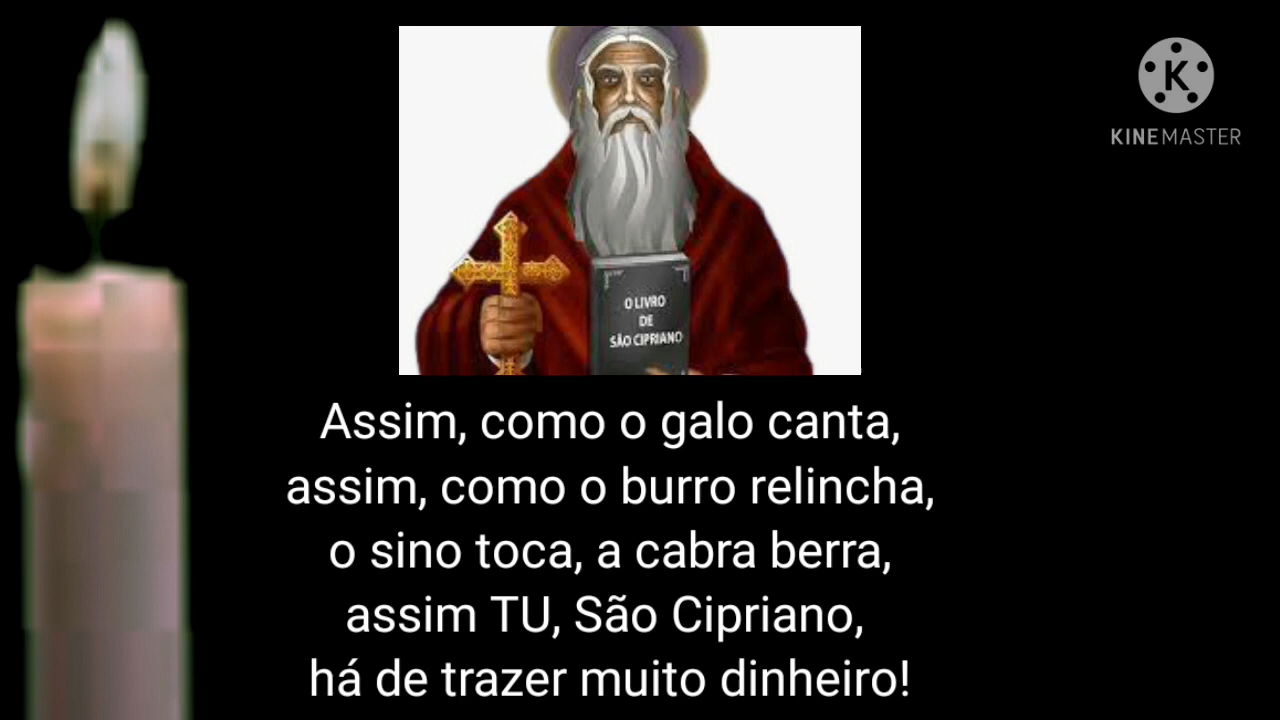 K
KINEMASTER
O LIVRO
DE
SÃO CIPRIANO
Assim, como o galo canta,
assim, como o burro relincha,
o sino toca, a cabra berra,
assim TU, São Cipriano,
há de trazer muito dinheiro!